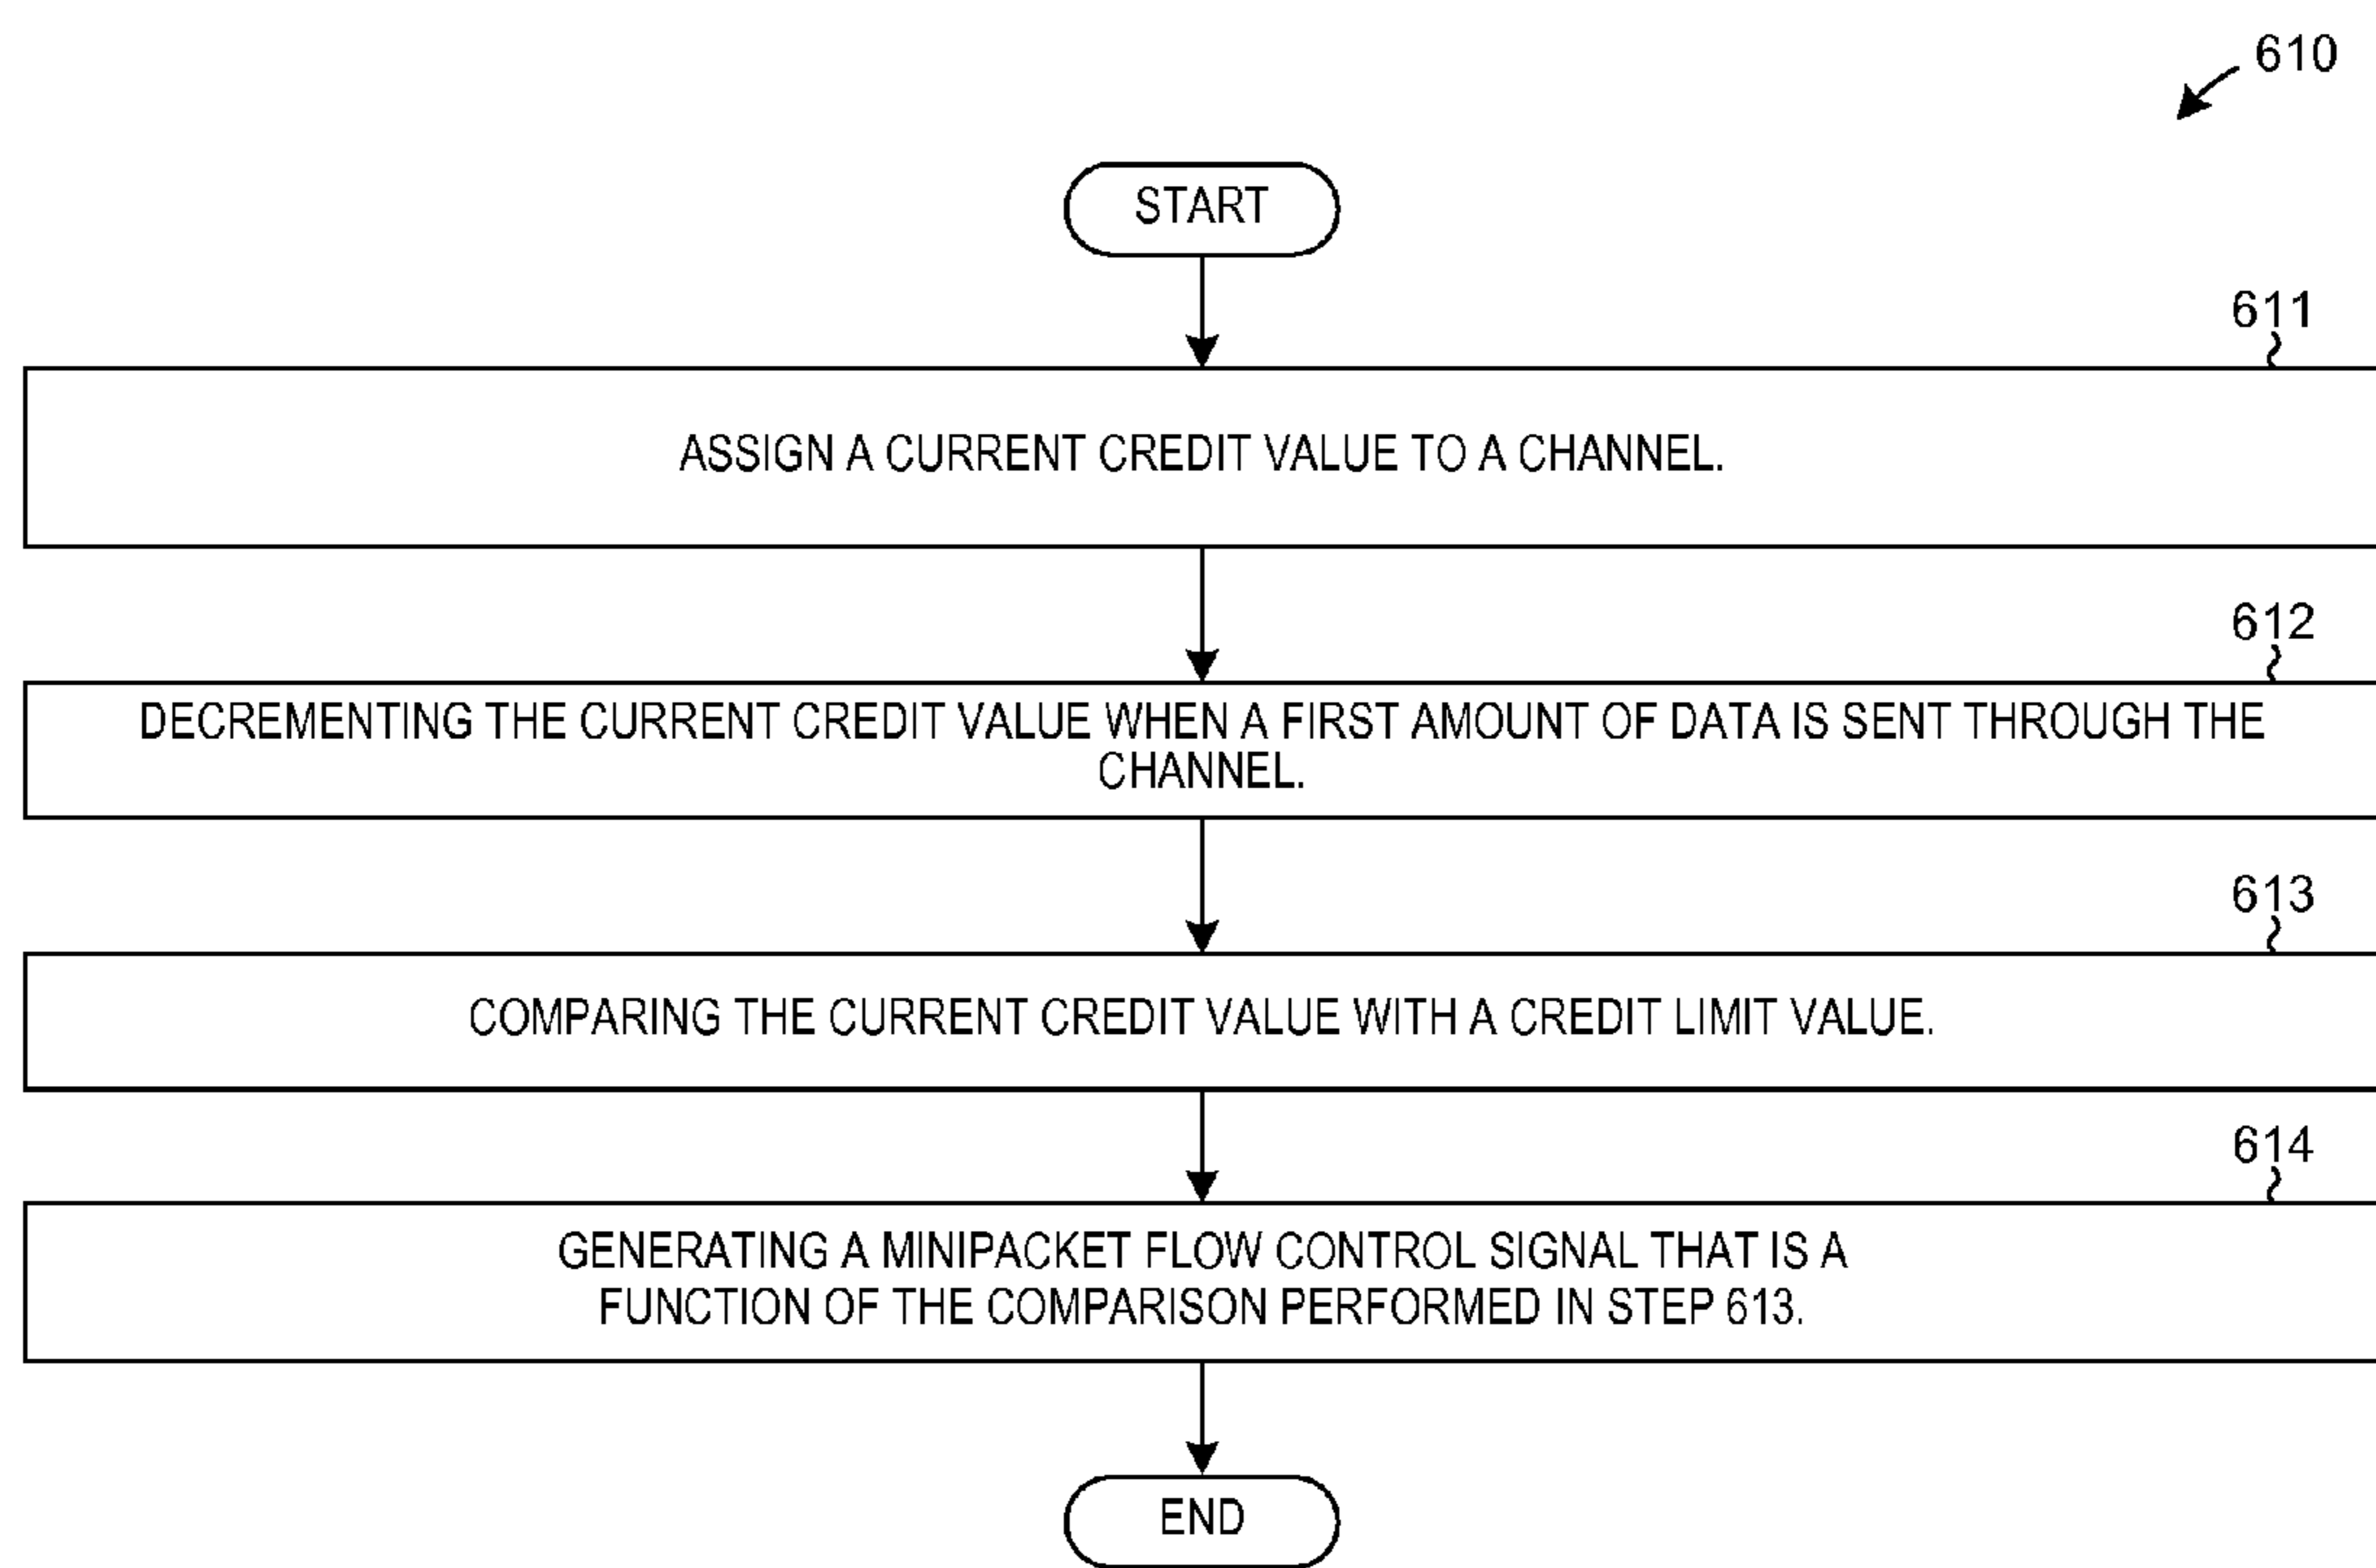 610
START
611
ASSIGN A CURRENT CREDIT VALUE TO A CHANNEL.
612
DECREMENTING THE CURRENT CREDIT VALUE WHEN A FIRST AMOUNT OF DATA IS SENT THROUGH THE
CHANNEL.
613
COMPARING THE CURRENT CREDIT VALUE WITH A CREDIT LIMIT VALUE.
614
GENERATING A MINIPACKET FLOW CONTROL SIGNAL THAT IS A
FUNCTION OF THE COMPARISON PERFORMED IN STEP 613.
END